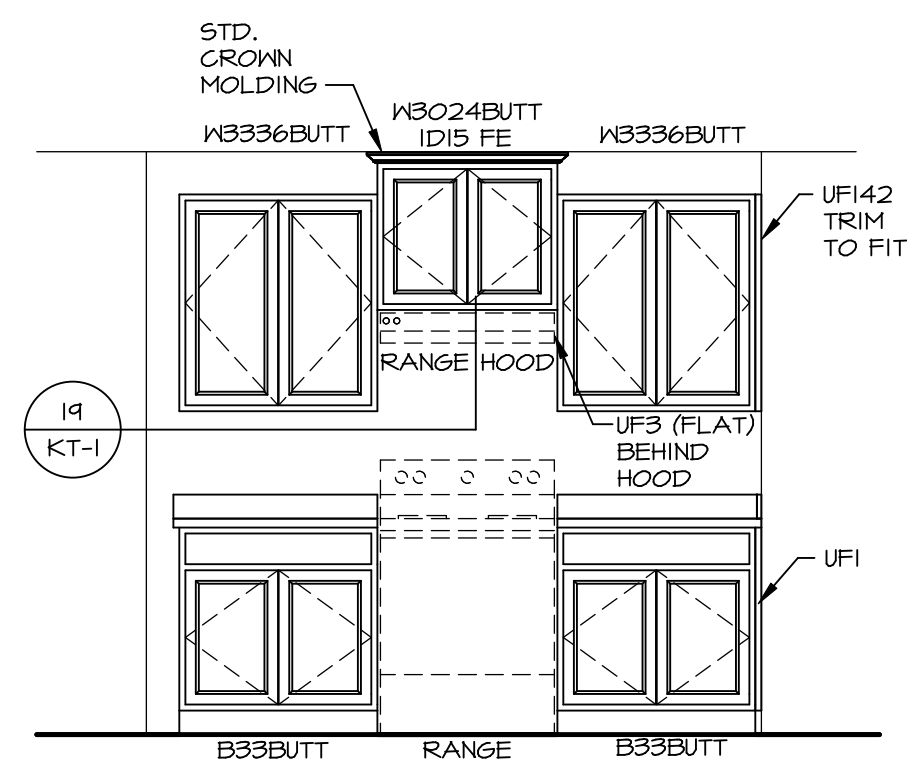 STD.
CROWN
MOLDING
W3336BUTT
W3024BUTT
1D15 FE
W3336BUTT
UF142
TRIM
TO FIT
RANGE HOOD
19
KT-1
UF3 (FLAT)
BEHIND
HOOD
UF1
B33BUTT
RANGE
B33BUTT